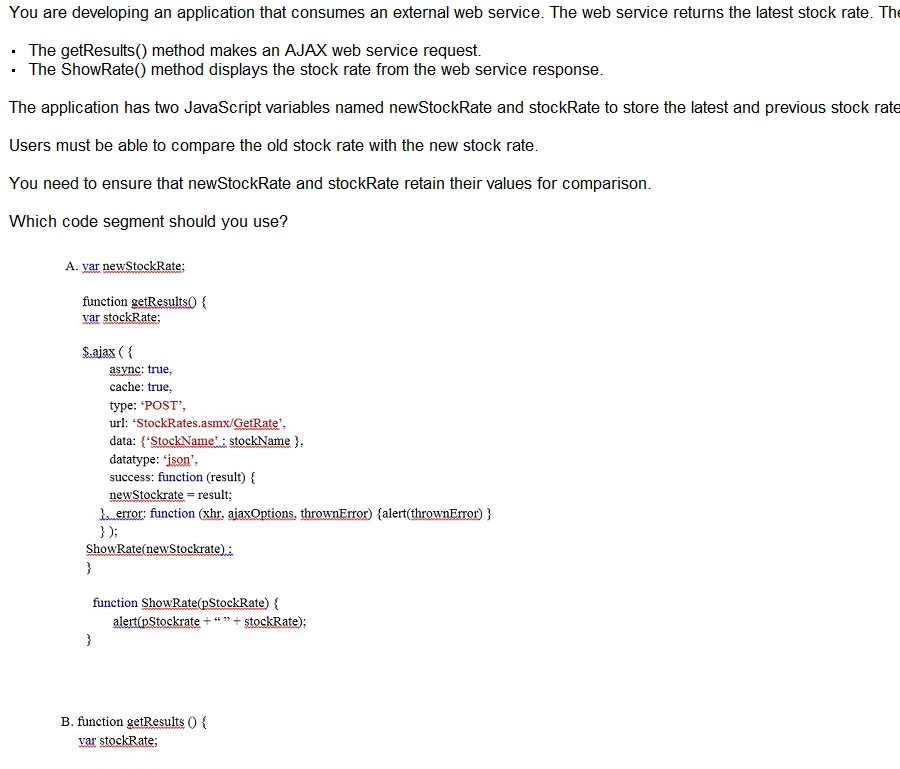 You are developing an application that consumes an external web service. The web service returns the latest stock rate. The
· The getResults() method makes an AJAX web service request.
· The ShowRate() method displays the stock rate from the web service response.
The application has two JavaScript variables named newStockRate and stockRate to store the latest and previous stock rate
Users must be able to compare the old stock rate with the new stock rate.
You need to ensure that newStockRate and stockRate retain their values for comparison.
Which code segment should you use?
A. var newStockRate;
function getResults() {
var stockRate;
$.ajax ( {
async: true,
cache: true,
type: ‘POST’,
url: ‘StockRates.asmx/GetRate’,
data: {‘StockName’ : stockName },
datatype: ‘json’,
success: function (result) {
newStockrate = result;
}, error: function (xhr, ajaxOptions, thrownError) {alert(thrownError) }
} );
ShowRate(newStockrate) ;
}
function ShowRate(pStockRate) {
alert(pStockrate + “ ” + stockRate);
}
B. function getResults () {
var stockRate;